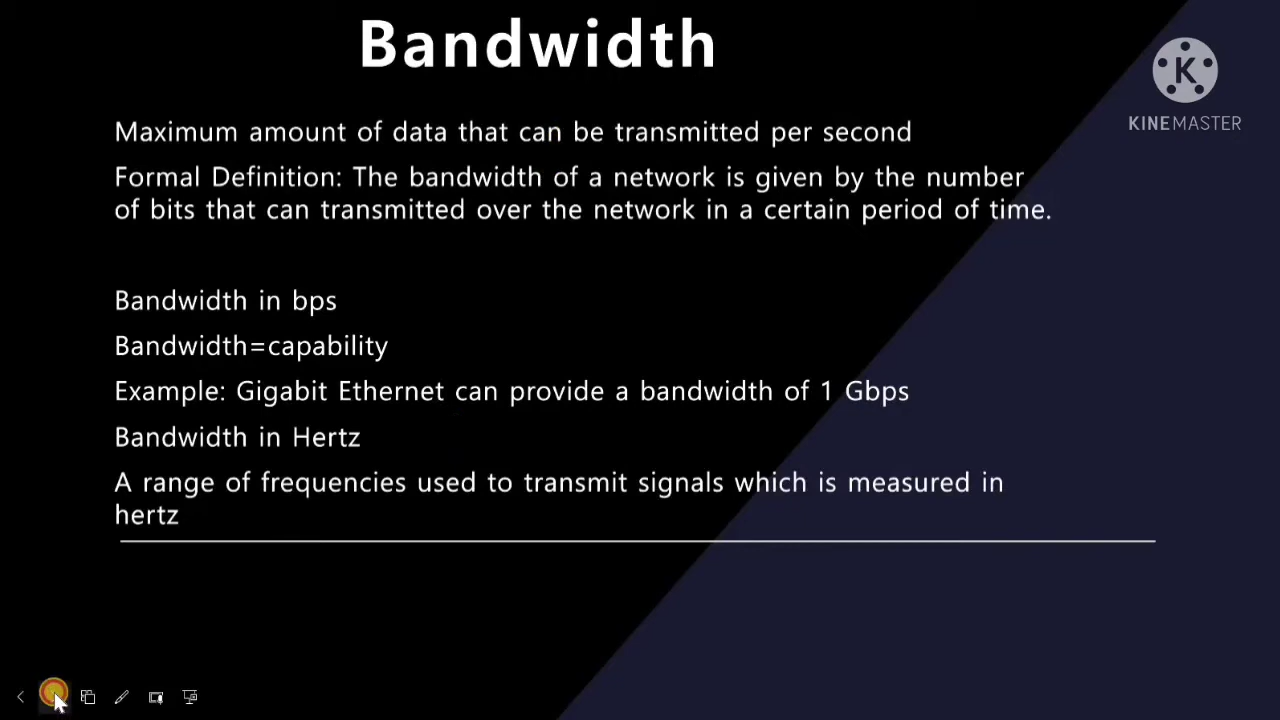 Bandwidth
K
KINEMASTER
Maximum amount of data that can be transmitted per second
Formal Definition: The bandwidth of a network is given by the number
of bits that can transmitted over the network in a certain period of time.
Bandwidth in bps
Bandwidth=capability
Example: Gigabit Ethernet can provide a bandwidth of 1 Gbps
Bandwidth in Hertz
A range of frequencies used to transmit signals which is measured in
hertz